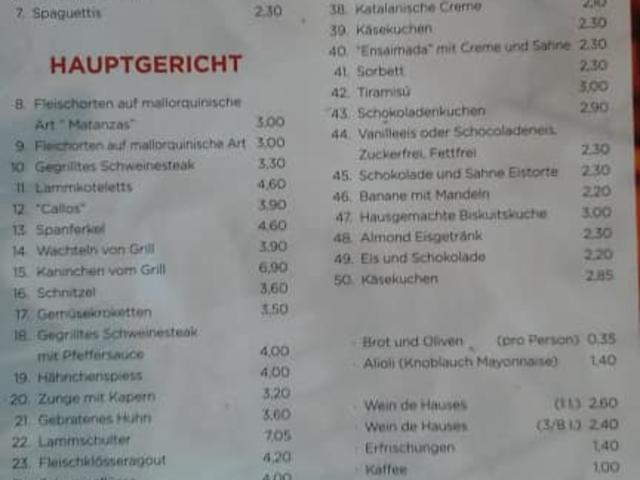 7. Spaguettis 2,30
HAUPTGERICHT
8. Fleischorten auf mallorquinische
Art " Matanzas" 3,00
9. Fleichorten auf mallorquinische Art 3,00
10. Gegrilltes Schweinesteak 3,30
11. Lammkoteletts 4,60
12. "Callos" 3,90
13. Spanferkel 4,60
14. Wachteln von Grill 3,90
15. Kaninchen vom Grill 6,90
16. Schnitzel 3,60
17. Gemüsekroketten 3,50
18. Gegrilltes Schweinesteak
mit Pfeffersauce 4,00
19. Hähnchenspiess 4,00
20. Zunge mit Kapern 3,20
21. Gebratenes Huhn 3,60
22. Lammschulter 7,05
23. Fleischklösseragout 4,20
4,00
38. Katalanische Creme 2,10
39. Käsekuchen 2,30
40. "Ensaimada" mit Creme und Sahne 2,30
41. Sorbett 2,30
42. Tiramisú 3,00
43. Schokoladenkuchen 2,90
44. Vanilleeis oder Schocoladeneis,
Zuckerfrei, Fettfrei 2,30
45. Schokolade und Sahne Eistorte 2,30
46. Banane mit Mandeln 2,20
47. Hausgemachte Biskuitskuche 3,00
48. Almond Eisgetränk 2,30
49. Eis und Schokolade 2,20
50. Käsekuchen 2,85
· Brot und Oliven (pro Person) 0,35
· Alioli (Knoblauch Mayonnaise) 1,40
· Wein de Hauses (1 l.) 2,60
· Wein de Hauses (3/8 l.) 2,40
· Erfrischungen 1,40
· Kaffee 1,00